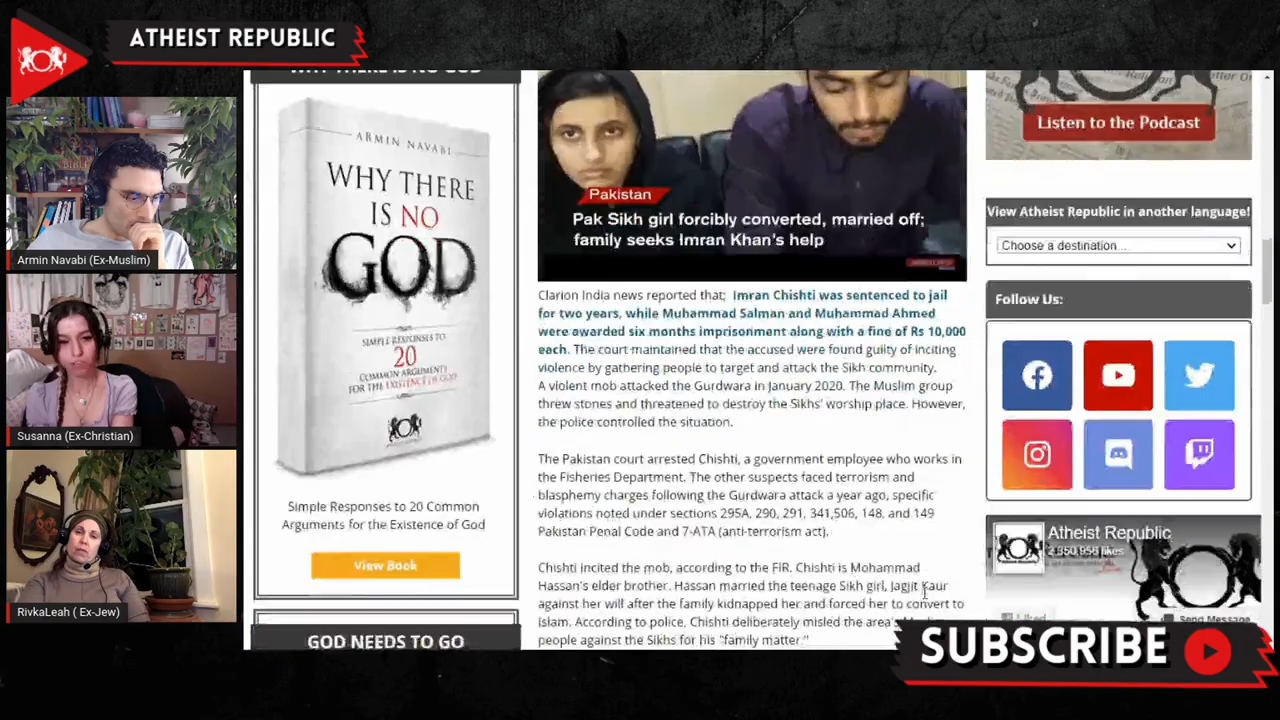 ATHEIST REPUBLIC
Armin Navabi (Ex-Muslim)
Susanna (Ex-Christian)
RivkaLeah ( Ex-Jew)
WHY THERE IS NO GOD
ARMIN NAVABI
WHY THERE
IS NO
GOD
SIMPLE RESPONSES TO
20
COMMON ARGUMENTS
FOR THE EXISTENCE OF GOD
Simple Responses to 20 Common
Arguments for the Existence of God
View Book
GOD NEEDS TO GO
Pakistan
Pak Sikh girl forcibly converted, married off;
family seeks Imran Khan's help
Clarion India news reported that; Imran Chishti was sentenced to jail
for two years, while Muhammad Salman and Muhammad Ahmed
were awarded six months imprisonment along with a fine of Rs 10,000
each. The court maintained that the accused were found guilty of inciting
violence by gathering people to target and attack the Sikh community.
A violent mob attacked the Gurdwara in January 2020. The Muslim group
threw stones and threatened to destroy the Sikhs' worship place. However,
the police controlled the situation.
The Pakistan court arrested Chishti, a government employee who works in
the Fisheries Department. The other suspects faced terrorism and
blasphemy charges following the Gurdwara attack a year ago, specific
violations noted under sections 295A, 290, 291, 341,506, 148, and 149
Pakistan Penal Code and 7-ATA (anti-terrorism act).
Chishti incited the mob, according to the FIR. Chishti is Mohammad
Hassan's elder brother. Hassan married the teenage Sikh girl, Jagjit Kaur
against her will after the family kidnapped her and forced her to convert to
Islam. According to police, Chishti deliberately misled the area's
people against the Sikhs for his "family matter."
Listen to the Podcast
View Atheist Republic in another language!
Choose a destination...
Follow Us:
Atheist Republic
2,350,956 likes
Liked
Send Message
SUBSCRIBE